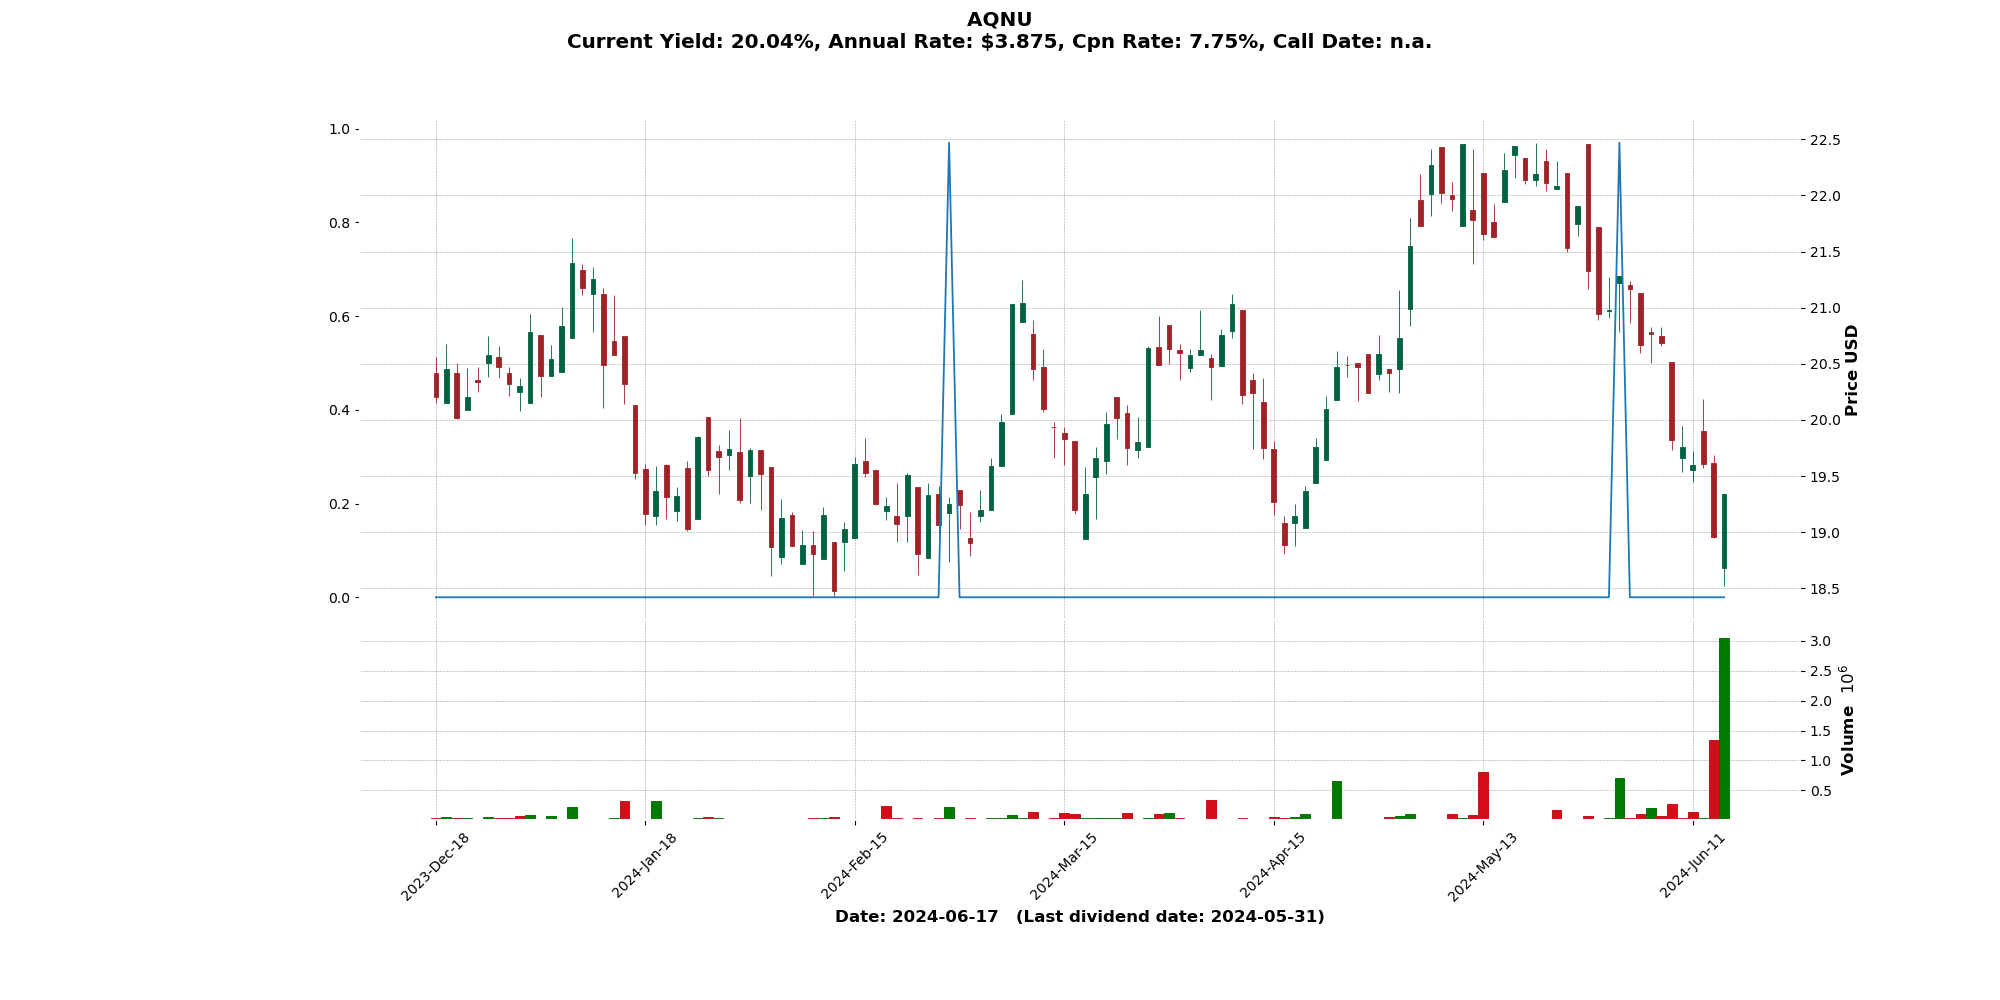 AQNU
Current Yield: 20.04%, Annual Rate: $3.875, Cpn Rate: 7.75%, Call Date: n.a.
1.0
0.8
0.6
0.4
0.2
0.0
22.5
22.0
21.5
21.0
20.5
20.0
19.5
19.0
18.5
Price USD
3.0
2.5
2.0
1.5
1.0
0.5
Volume 10^6
2023-Dec-18
2024-Jan-18
2024-Feb-15
2024-Mar-15
2024-Apr-15
2024-May-13
2024-Jun-11
Date: 2024-06-17 (Last dividend date: 2024-05-31)